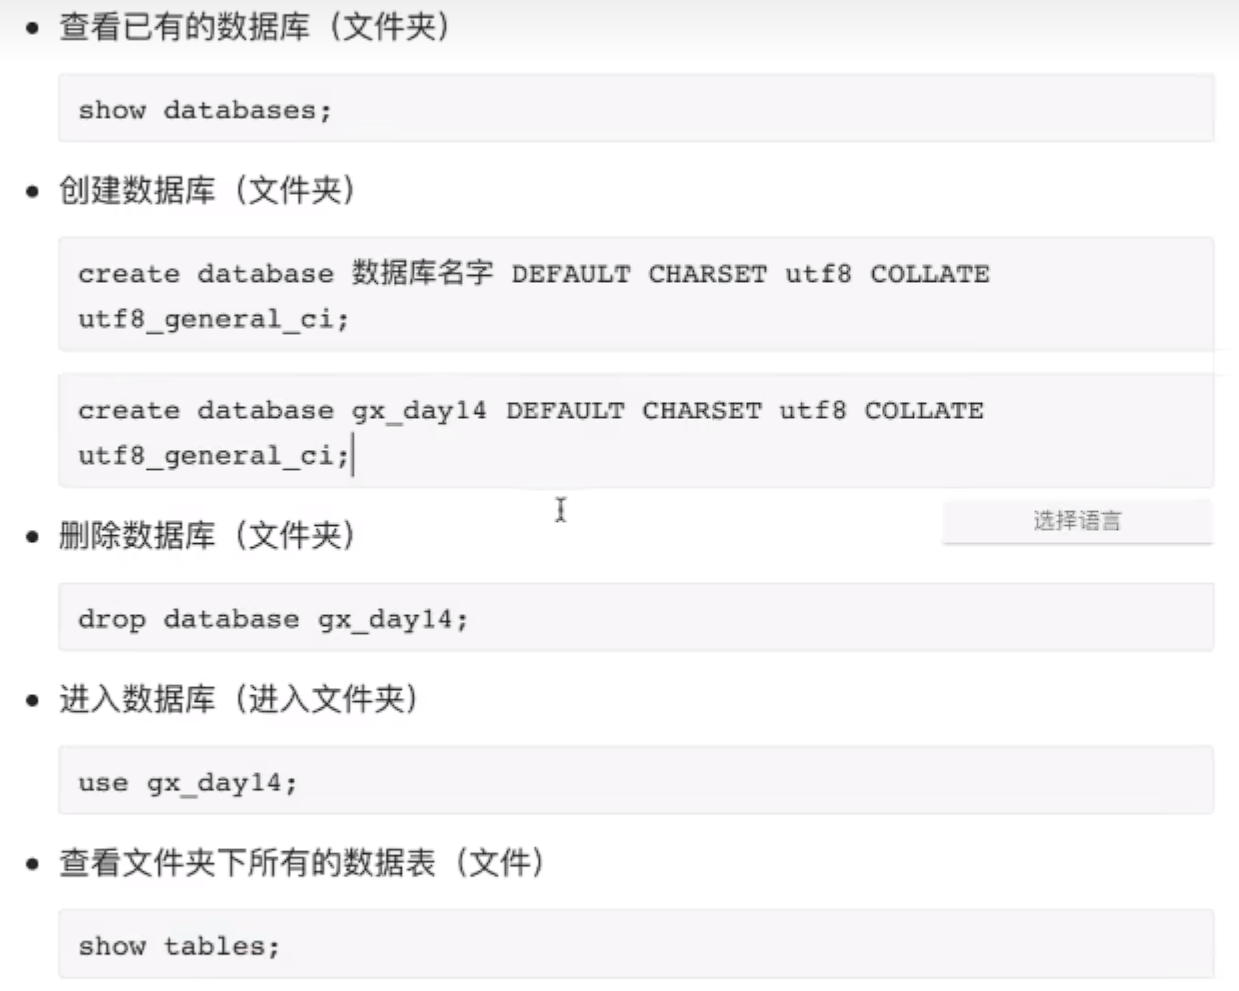 查看已有的数据库（文件夹）
show databases;
创建数据库（文件夹）
create database 数据库名字 DEFAULT CHARSET utf8 COLLATE
utf8_general_ci;
create database gx_day14 DEFAULT CHARSET utf8 COLLATE
utf8_general_ci;
选择语言
删除数据库（文件夹）
drop database gx_day14;
进入数据库（进入文件夹）
use gx_day14;
查看文件夹下所有的数据表（文件）
show tables;